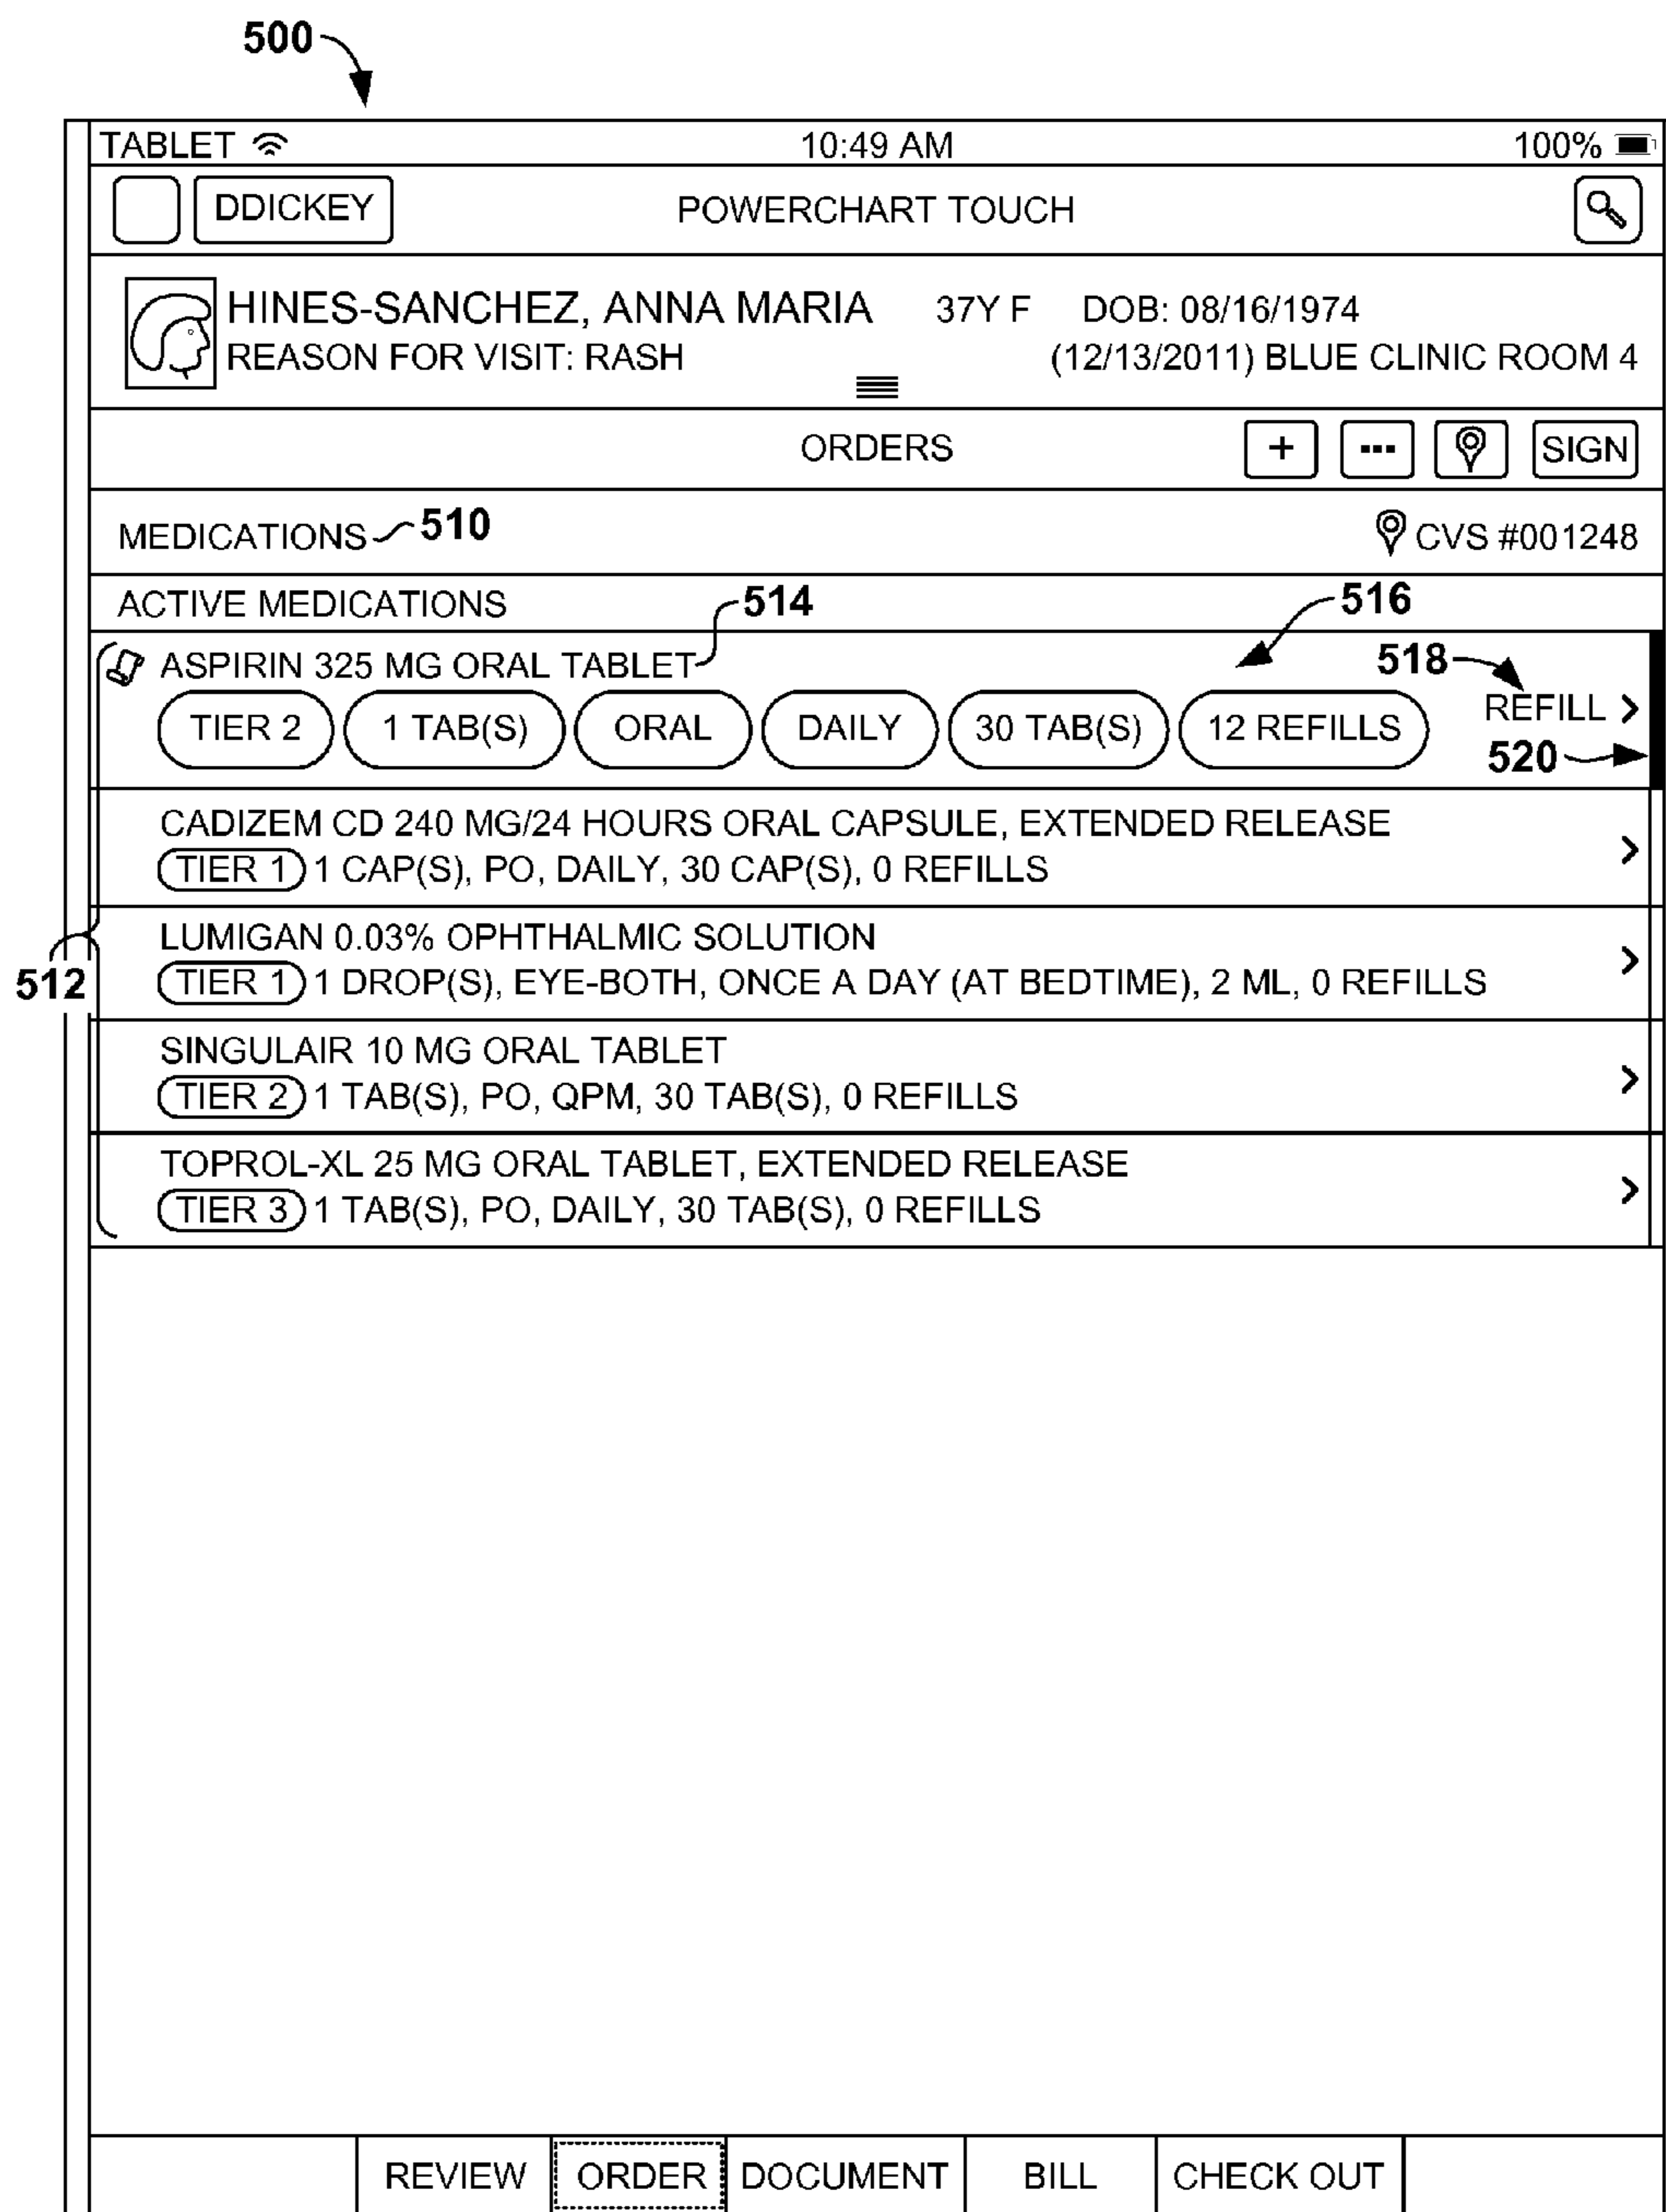 500
TABLET 10:49 AM 100%
DDICKEY POWERCHART TOUCH
HINES-SANCHEZ, ANNA MARIA 37Y F DOB: 08/16/1974
REASON FOR VISIT: RASH (12/13/2011) BLUE CLINIC ROOM 4
ORDERS + ... SIGN
MEDICATIONS 510 CVS #001248
ACTIVE MEDICATIONS 514 516
ASPIRIN 325 MG ORAL TABLET 518
TIER 2 1 TAB(S) ORAL DAILY 30 TAB(S) 12 REFILLS REFILL >
520
CADIZEM CD 240 MG/24 HOURS ORAL CAPSULE, EXTENDED RELEASE
TIER 1 1 CAP(S), PO, DAILY, 30 CAP(S), 0 REFILLS >
LUMIGAN 0.03% OPHTHALMIC SOLUTION
512 TIER 1 1 DROP(S), EYE-BOTH, ONCE A DAY (AT BEDTIME), 2 ML, 0 REFILLS >
SINGULAIR 10 MG ORAL TABLET
TIER 2 1 TAB(S), PO, QPM, 30 TAB(S), 0 REFILLS >
TOPROL-XL 25 MG ORAL TABLET, EXTENDED RELEASE
TIER 3 1 TAB(S), PO, DAILY, 30 TAB(S), 0 REFILLS >
REVIEW ORDER DOCUMENT BILL CHECK OUT